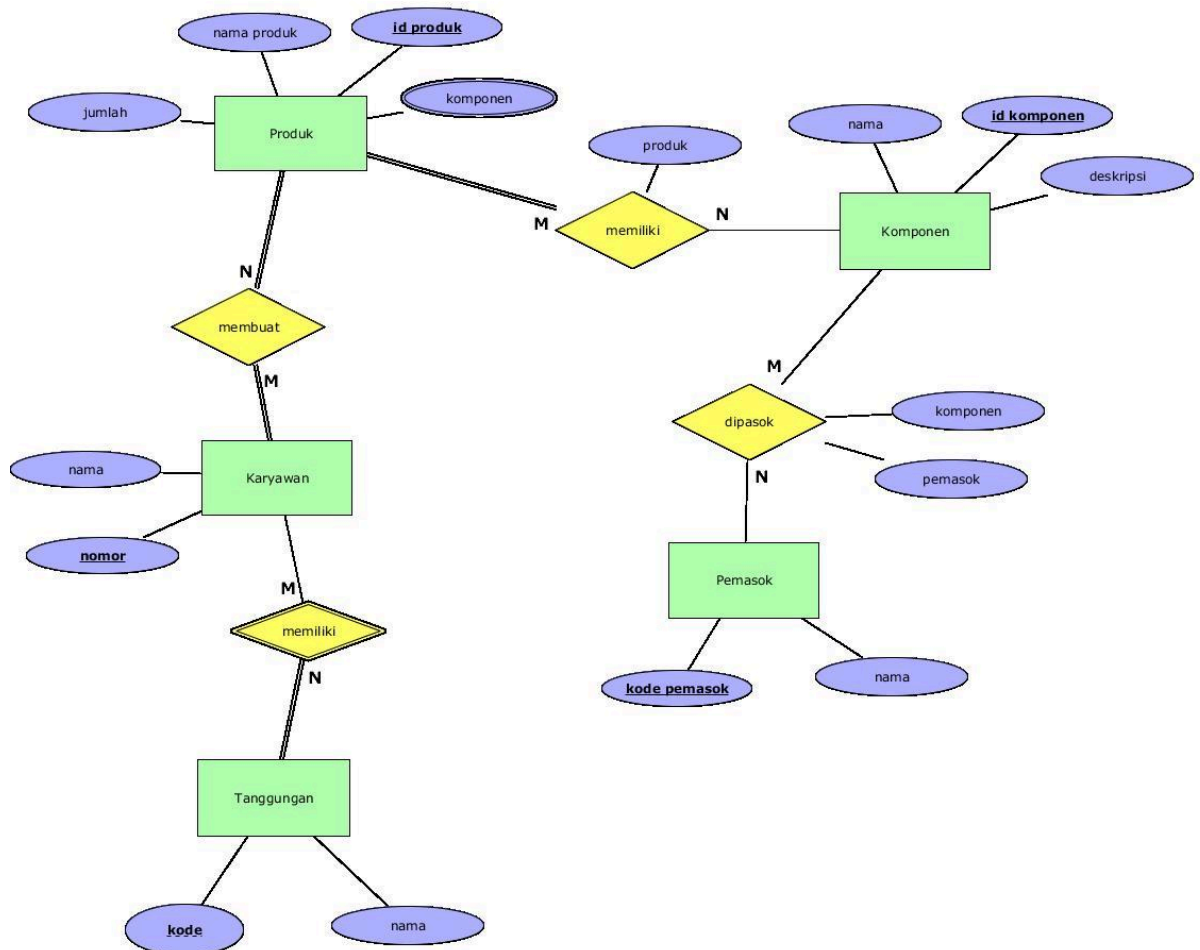 nama produk
id produk
jumlah
komponen
Produk
produk
nama
id komponen
deskripsi
M
memiliki
N
Komponen
N
membuat
M
M
dipasok
komponen
pemasok
N
nama
Karyawan
nomor
Pemasok
M
memiliki
N
kode pemasok
nama
Tanggungan
kode
nama